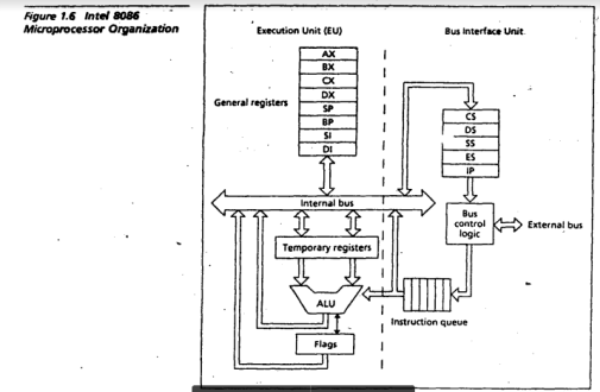 Figure 1.6 Intel 8086
Microprocessor Organization
Execution Unit (EU)
Bus Interface Unit
General registers
AX
BX
CX
DX
SP
BP
SI
DI
CS
DS
SS
ES
IP
Internal bus
Bus
control
logic
External bus
Temporary registers
ALU
Instruction queue
Flags